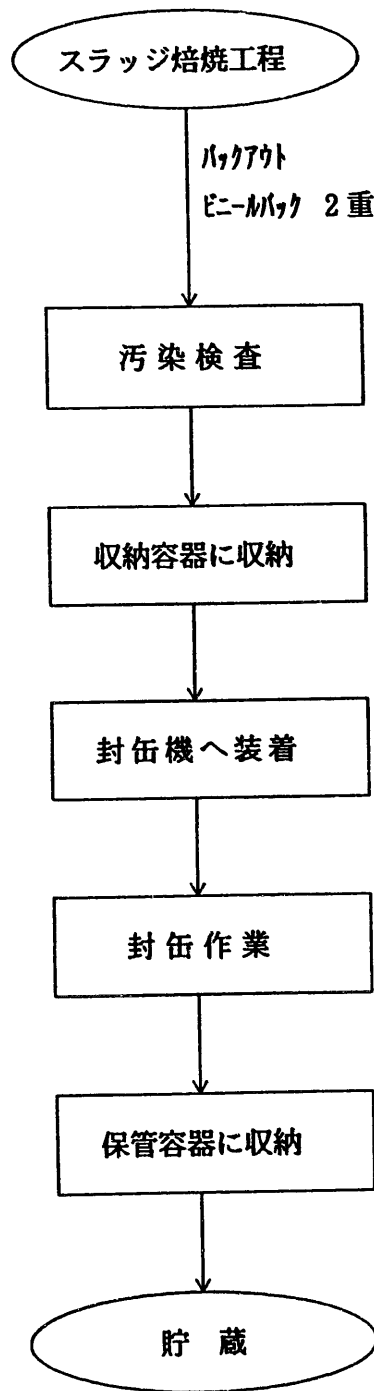 スラッジ焙焼工程
バックアウト
ビニールバック 2重
汚染検査
収納容器に収納
封缶機へ装着
封缶作業
保管容器に収納
貯蔵